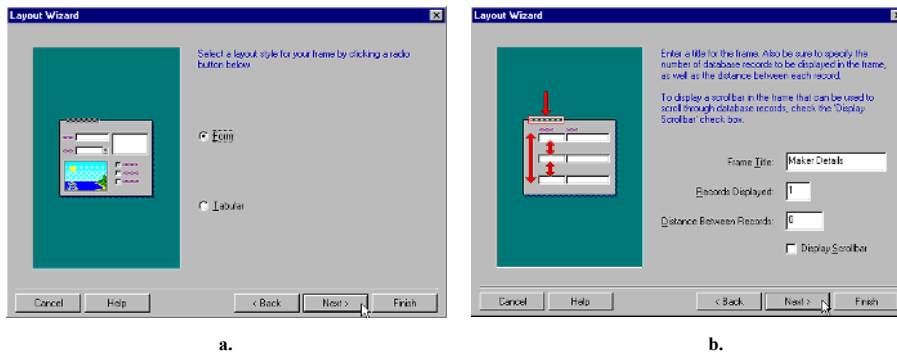 Layout Wizard
Select a layout style for your frame by clicking a radio
button below.
Form
Tabular
Cancel
Help
< Back
Next >
Finish
a.
Layout Wizard
Enter a title for the frame. Also be sure to specify the
number of database records to be displayed in the frame,
as well as the distance between each record.
To display a scrollbar in the frame that can be used to
scroll through database records, check the 'Display
Scrollbar' check box.
Frame Title: Maker Details
Records Displayed: 1
Distance Between Records: 0
Display Scrollbar
Cancel
Help
< Back
Next >
Finish
b.